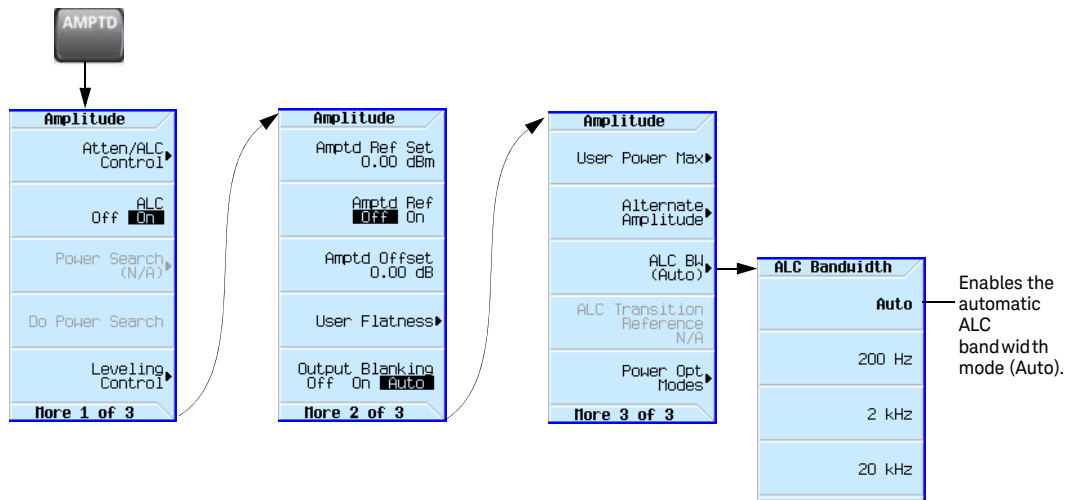 AMPTD
Amplitude
Atten/ALC
Control
ALC
Off On
Power Search
(N/A)
Do Power Search
Leveling
Control
More 1 of 3
Amplitude
Amptd Ref Set
0.00 dBm
Amptd Ref
Off On
Amptd Offset
0.00 dB
User Flatness
Output Blanking
Off On Auto
More 2 of 3
Amplitude
User Power Max
Alternate
Amplitude
ALC BW
(Auto)
ALC Transition
Reference
N/A
Power Opt
Modes
More 3 of 3
ALC Bandwidth
Auto
200 Hz
2 kHz
20 kHz
Enables the
automatic
ALC
bandwidth
mode (Auto).